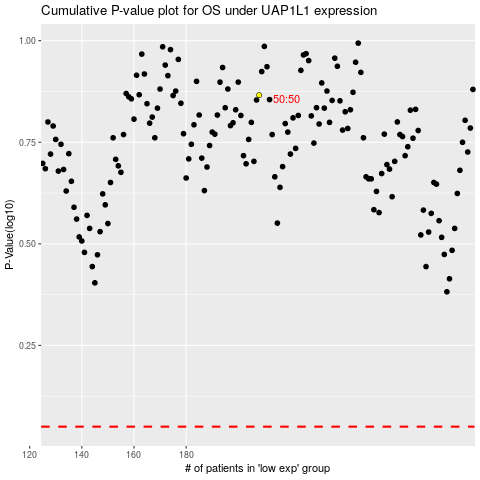 Cumulative P-value plot for OS under UAP1L1 expression
P-Value(log10)
1.00
0.75
0.50
0.25
50:50
120 140 160 180
# of patients in 'low exp' group